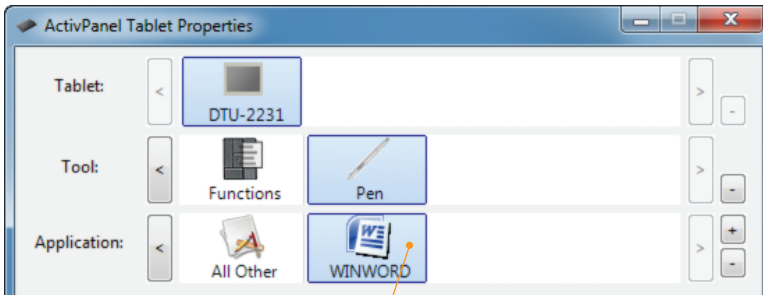 ActivPanel Tablet Properties
Tablet:
DTU-2231
Tool:
Functions
Pen
Application:
All Other
WINWORD